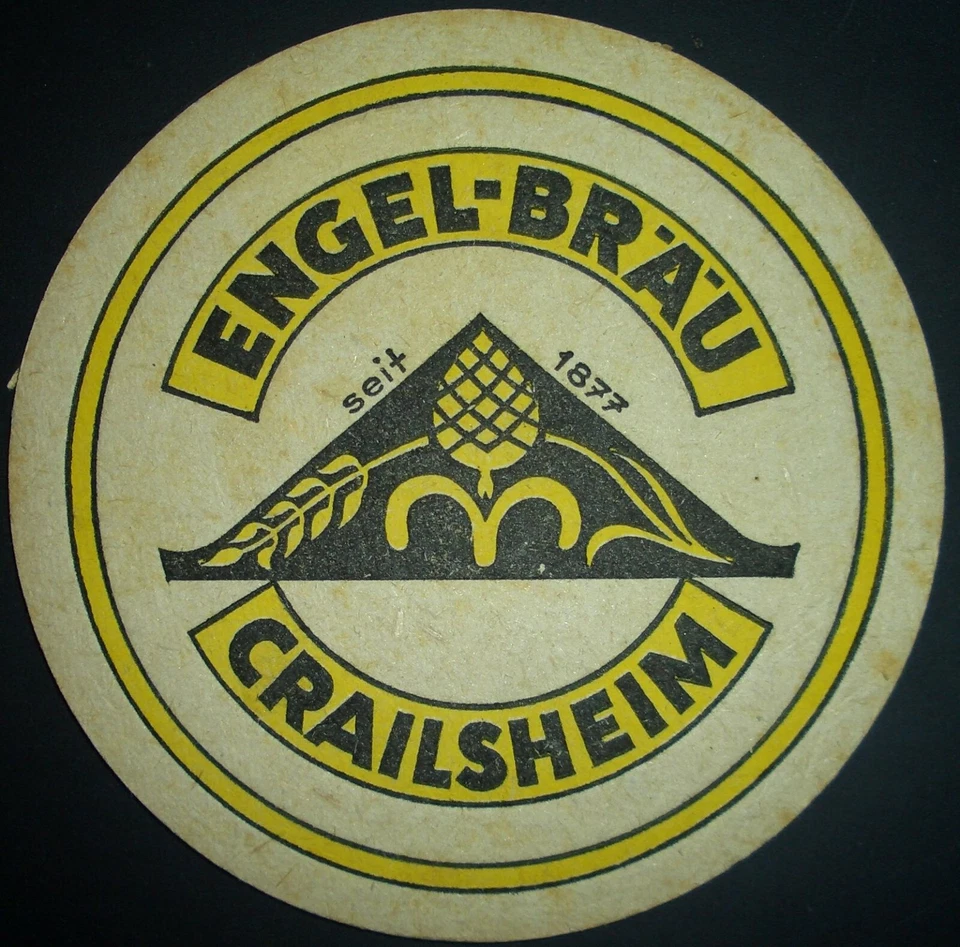 ENGEL-BRÄU
seit 1877
CRAILSHEIM